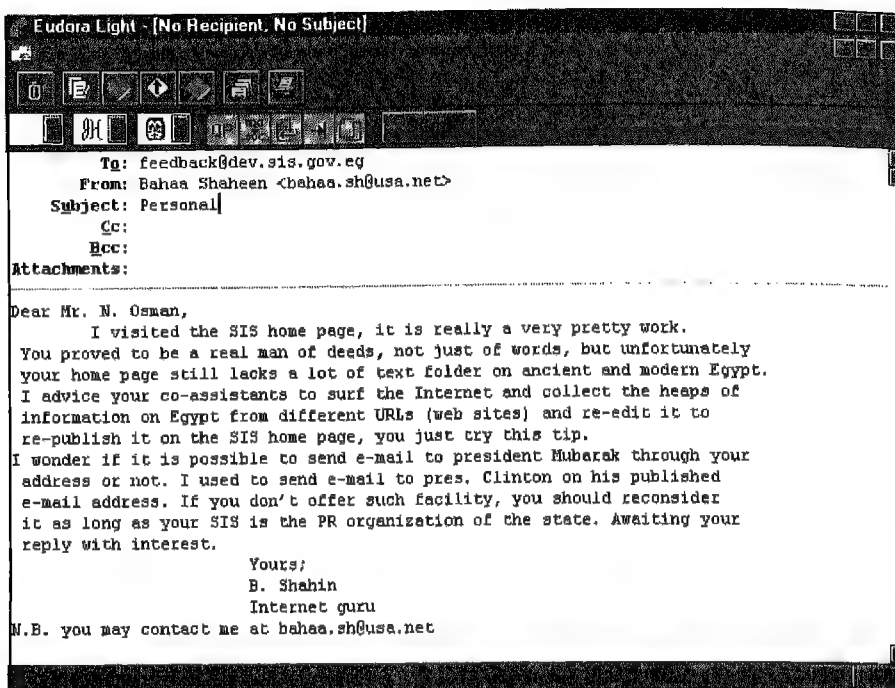 Eudora Light - [No Recipient, No Subject]
To: feedback@dev.sis.gov.eg
From: Bahaa Shaheen <bahaa.sh@usa.net>
Subject: Personal
Cc:
Bcc:
Attachments:
Dear Mr. N. Osman,
I visited the SIS home page, it is really a very pretty work.
You proved to be a real man of deeds, not just of words, but unfortunately
your home page still lacks a lot of text folder on ancient and modern Egypt.
I advice your co-assistants to surf the Internet and collect the heaps of
information on Egypt from different URLs (web sites) and re-edit it to
re-publish it on the SIS home page, you just try this tip.
I wonder if it is possible to send e-mail to president Mubarak through your
address or not. I used to send e-mail to pres. Clinton on his published
e-mail address. If you don't offer such facility, you should reconsider
it as long as your SIS is the PR organization of the state. Awaiting your
reply with interest.
Yours;
B. Shahin
Internet guru
N.B. you may contact me at bahaa.sh@usa.net